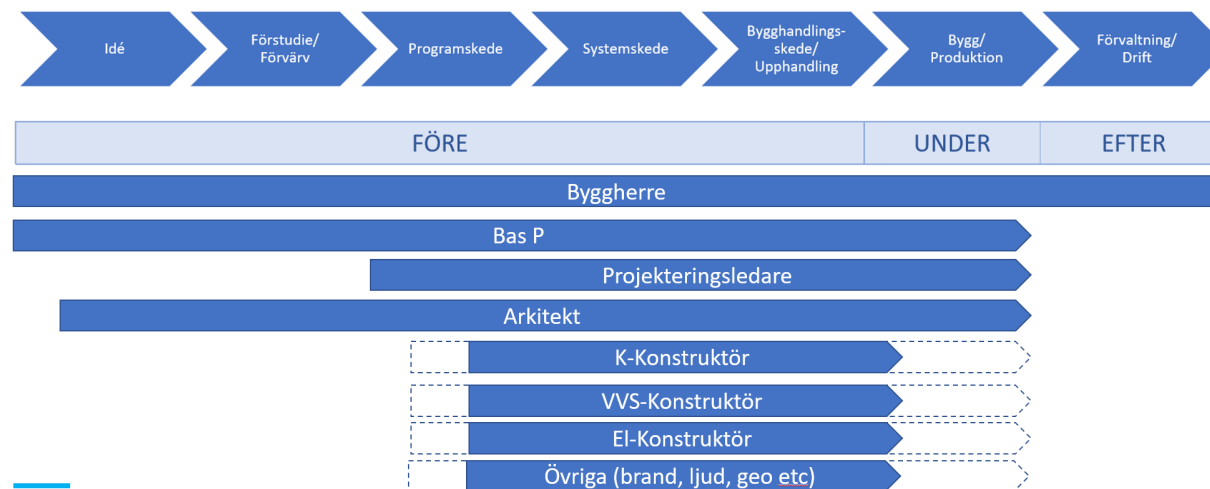 Idé
Förstudie/
Förvärv
Programskede
Systemskede
Bygghandlings-
skede/
Upphandling
Bygg/
Produktion
Förvaltning/
Drift
FÖRE
UNDER
EFTER
Byggherre
Bas P
Projekteringsledare
Arkitekt
K-Konstruktör
VVS-Konstruktör
El-Konstruktör
Övriga (brand, ljud, geo etc)